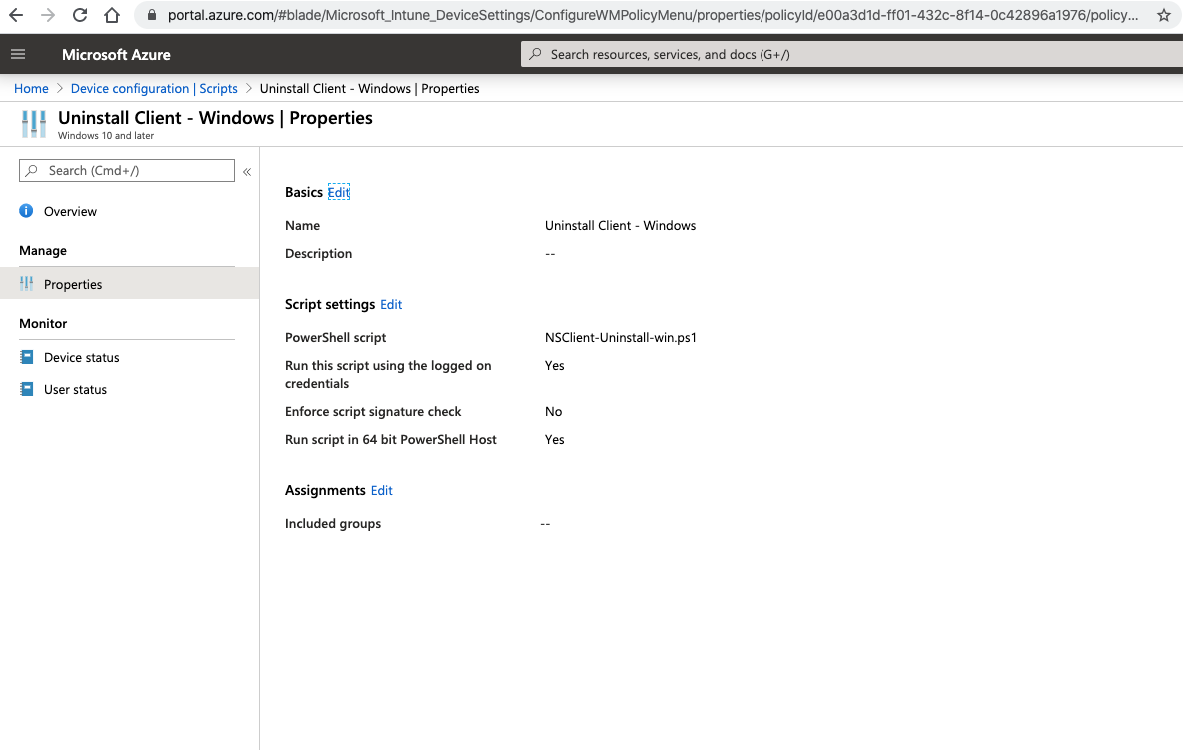 portal.azure.com/#blade/Microsoft_Intune_DeviceSettings/ConfigureWMPolicyMenu/properties/policyId/e00a3d1d-ff01-432c-8f14-0c42896a1976/policy...
Microsoft Azure
Search resources, services, and docs (G+/)
Home > Device configuration | Scripts > Uninstall Client - Windows | Properties
Uninstall Client - Windows | Properties
Windows 10 and later
Search (Cmd+/)
«
Overview
Manage
Properties
Monitor
Device status
User status
Basics Edit
Name Uninstall Client - Windows
Description --
Script settings Edit
PowerShell script NSClient-Uninstall-win.ps1
Run this script using the logged on Yes
credentials
Enforce script signature check No
Run script in 64 bit PowerShell Host Yes
Assignments Edit
Included groups --